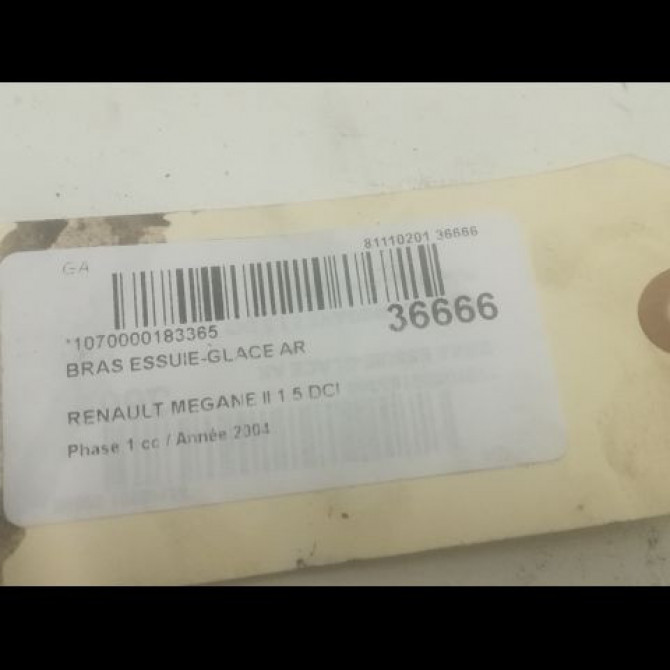 81110201 36666
GA
*1070000183365
36666
BRAS ESSUIE-GLACE AR
RENAULT MEGANE II 1.5 DCI
Phase 1 cc / Année 2004